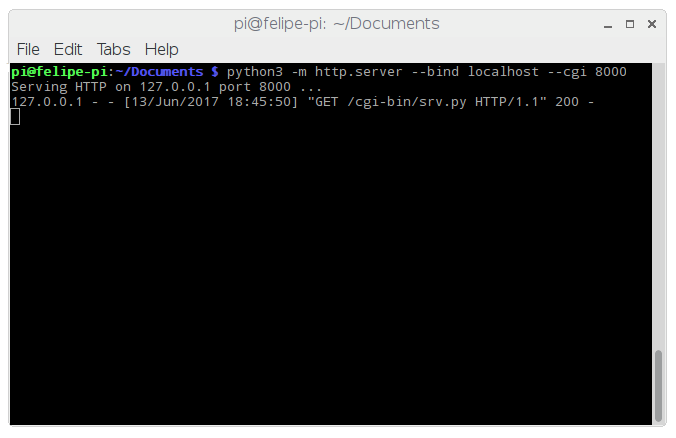 pi@felipe-pi: ~/Documents
File Edit Tabs Help
pi@felipe-pi:~/Documents $ python3 -m http.server --bind localhost --cgi 8000
Serving HTTP on 127.0.0.1 port 8000 ...
127.0.0.1 - - [13/Jun/2017 18:45:50] "GET /cgi-bin/srv.py HTTP/1.1" 200 -